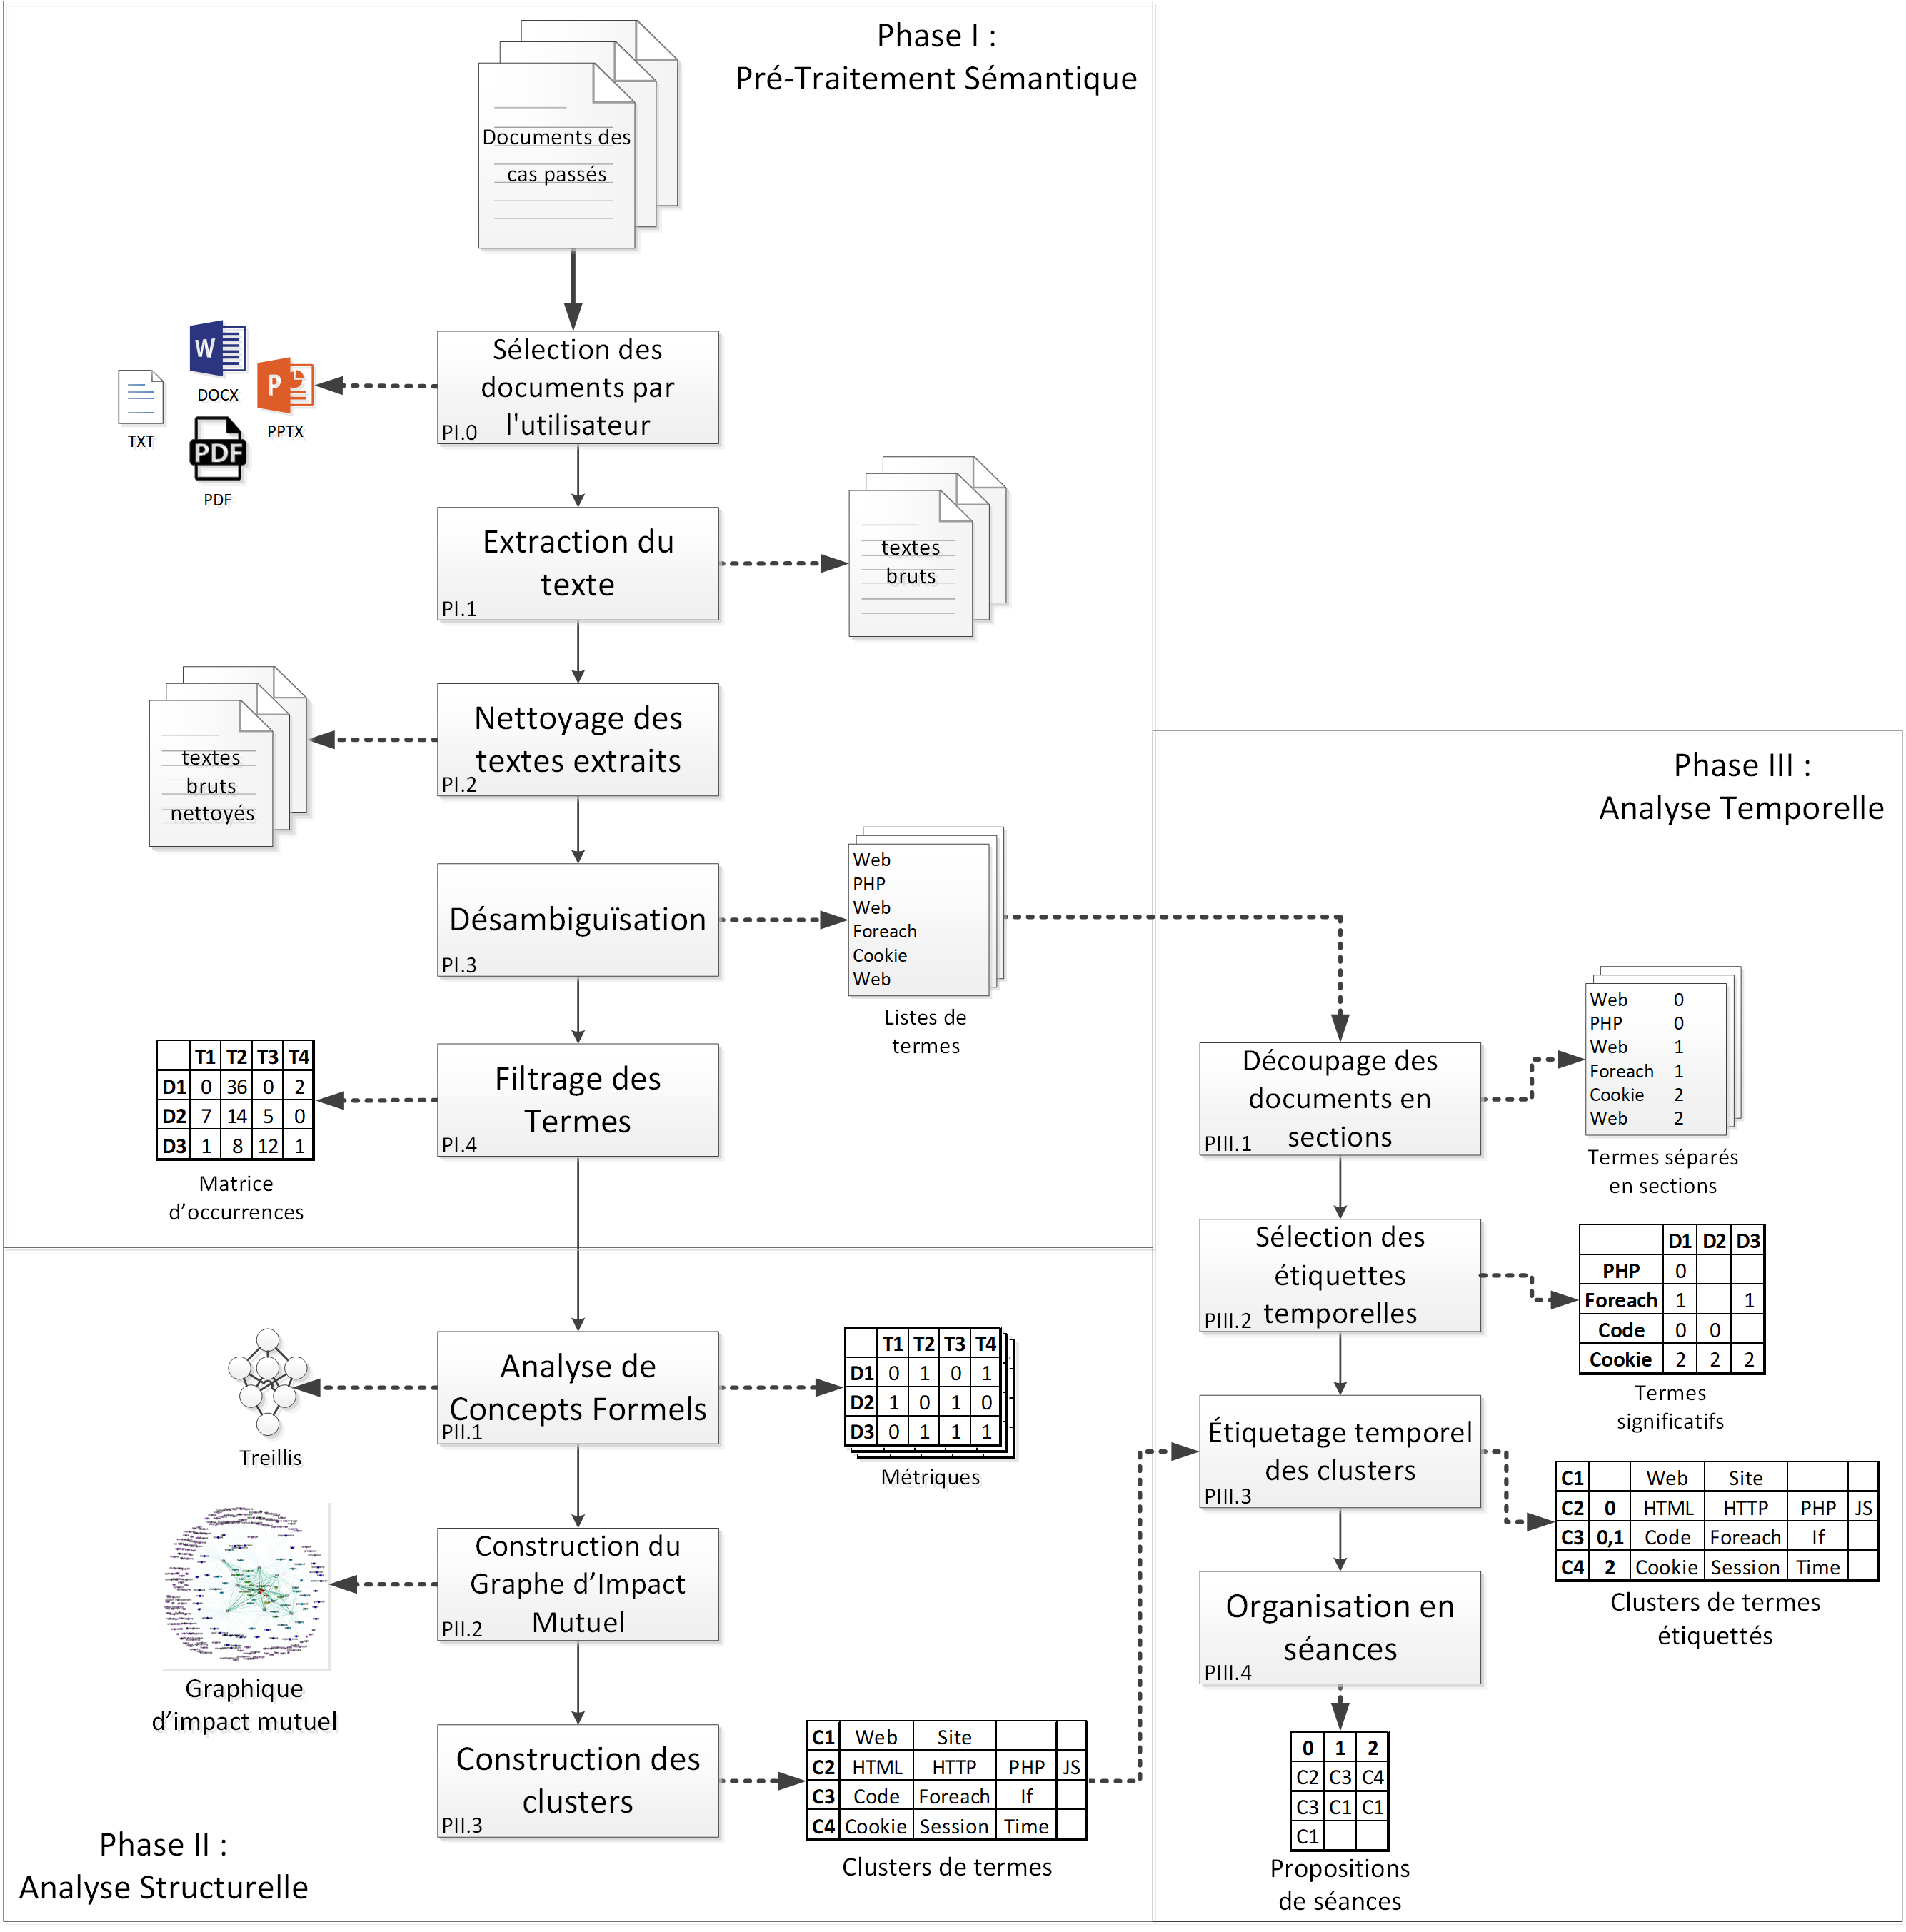 Phase I :
Pré-Traitement Sémantique
Documents des
cas passés
Sélection des
documents par
l'utilisateur
PI.0
DOCX
TXT
PPTX
PDF
PDF
Extraction du
texte
PI.1
textes
bruts
Nettoyage des
textes extraits
PI.2
textes
bruts
nettoyés
Désambiguïsation
PI.3
Web
PHP
Web
Foreach
Cookie
Web
Listes de
termes
Filtrage des
Termes
PI.4
T1 T2 T3 T4
D1 0 36 0 2
D2 7 14 5 0
D3 1 8 12 1
Matrice
d’occurrences
Analyse de
Concepts Formels
PII.1
Treillis
T1 T2 T3 T4
D1 0 1 0 1
D2 1 0 1 0
D3 0 1 1 1
Métriques
Construction du
Graphe d’Impact
Mutuel
PII.2
Graphique
d’impact mutuel
Construction des
clusters
PII.3
C1 Web Site
C2 HTML HTTP PHP JS
C3 Code Foreach If
C4 Cookie Session Time
Clusters de termes
Phase II :
Analyse Structurelle
Phase III :
Analyse Temporelle
Découpage des
documents en
sections
PIII.1
Web 0
PHP 0
Web 1
Foreach 1
Cookie 2
Web 2
Termes séparés
en sections
Sélection des
étiquettes
temporelles
PIII.2
D1 D2 D3
PHP 0
Foreach 1 1
Code 0 0
Cookie 2 2 2
Termes
significatifs
Étiquetage temporel
des clusters
PIII.3
C1 Web Site
C2 0 HTML HTTP PHP JS
C3 0,1 Code Foreach If
C4 2 Cookie Session Time
Clusters de termes
étiquettés
Organisation en
séances
PIII.4
0 1 2
C2 C3 C4
C3 C1 C1
C1
Propositions
de séances